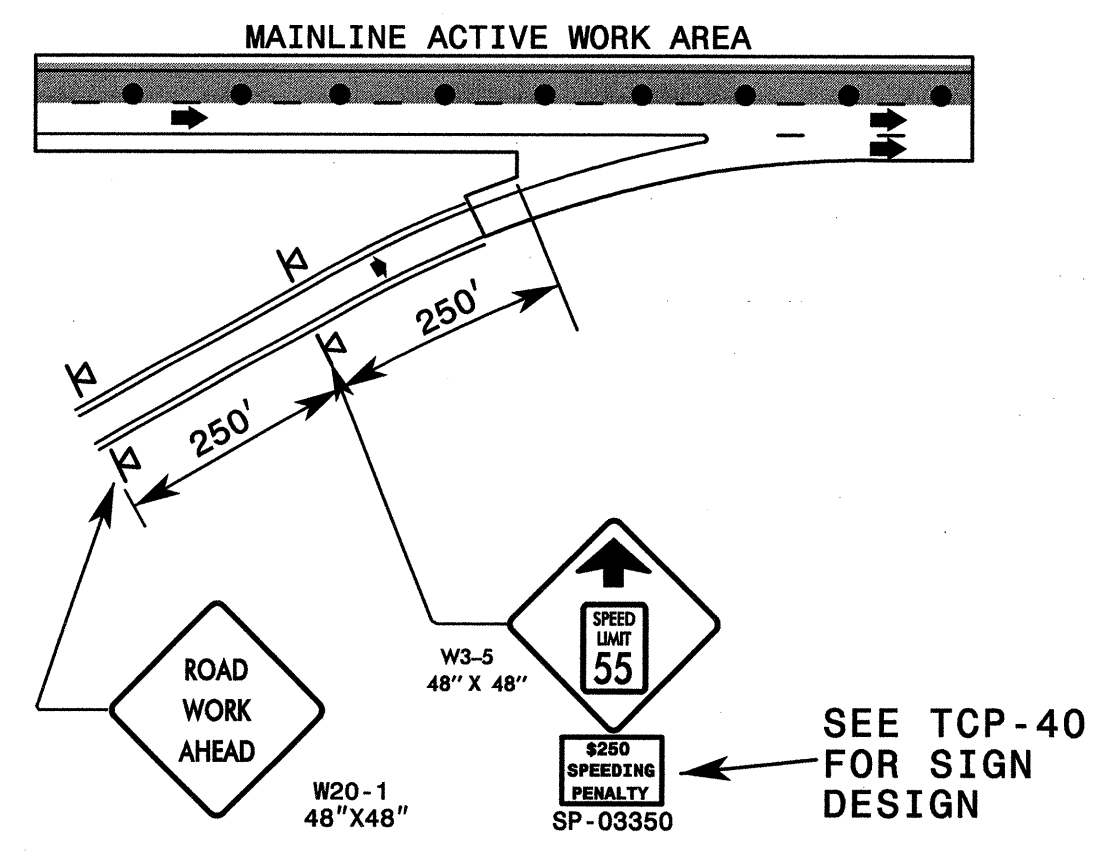 MAINLINE ACTIVE WORK AREA
250'
250'
SPEED
LIMIT
55
W3-5
48" X 48"
ROAD
WORK
AHEAD
W20-1
48"X48"
$250
SPEEDING
PENALTY
SP-03350
SEE TCP-40
FOR SIGN
DESIGN